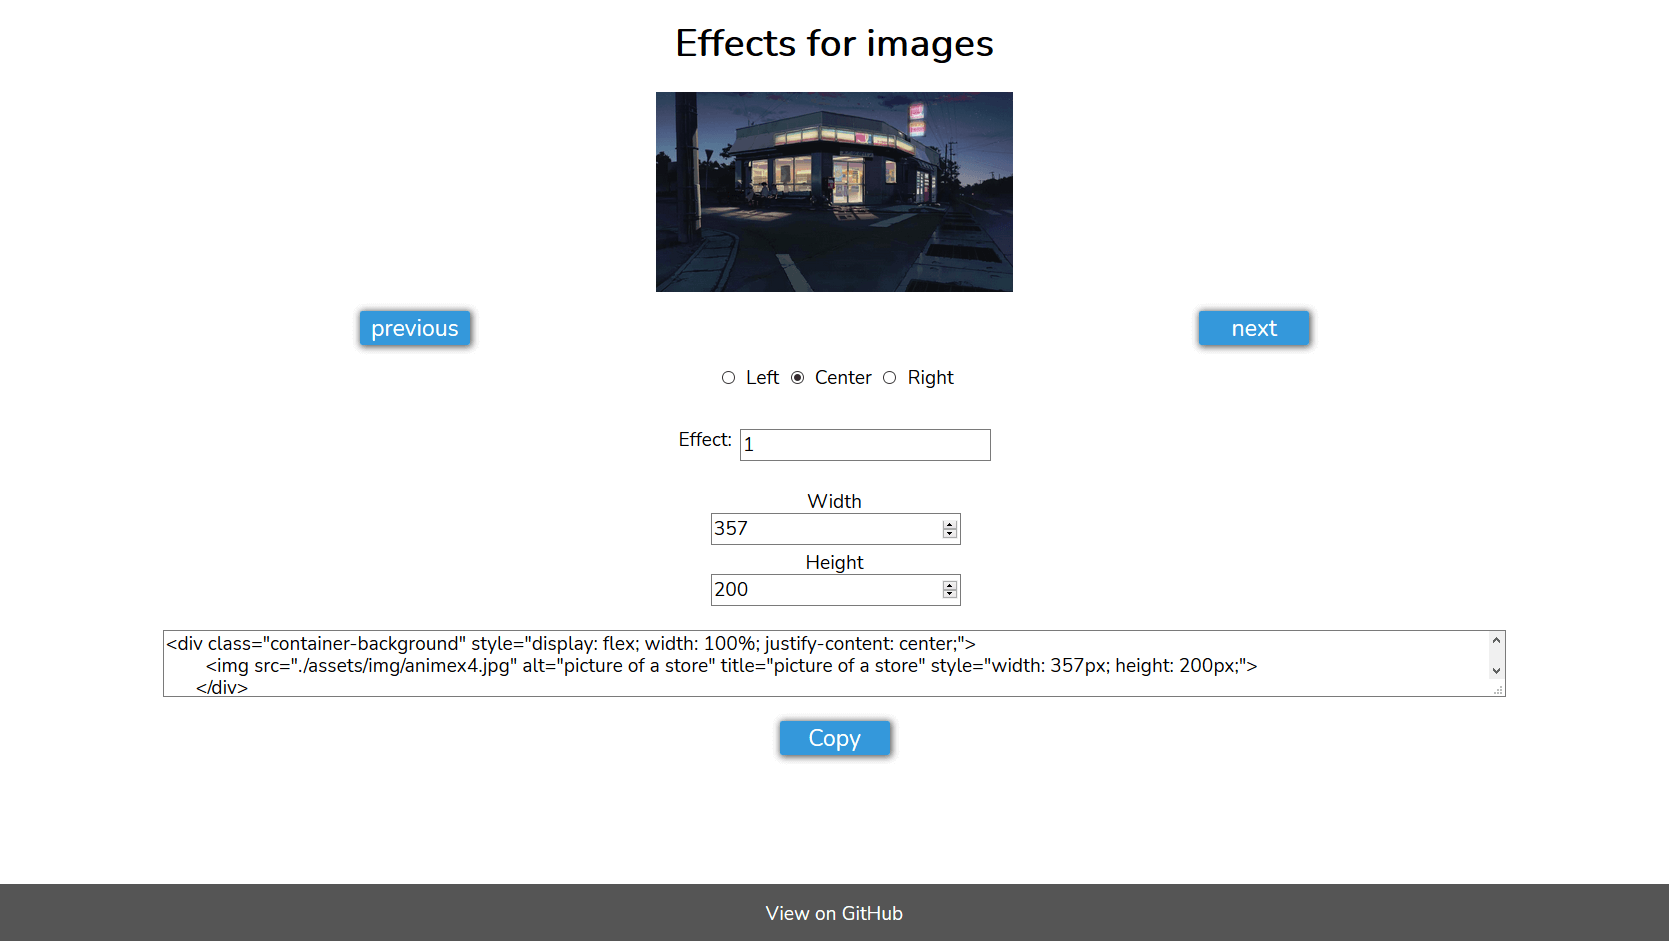 Effects for images
previous
next
Left Center Right
Effect: 1
Width
357
Height
200
<div class="container-background" style="display: flex; width: 100%; justify-content: center;">
<img src="./assets/img/animex4.jpg" alt="picture of a store" title="picture of a store" style="width: 357px; height: 200px;">
</div>
Copy
View on GitHub